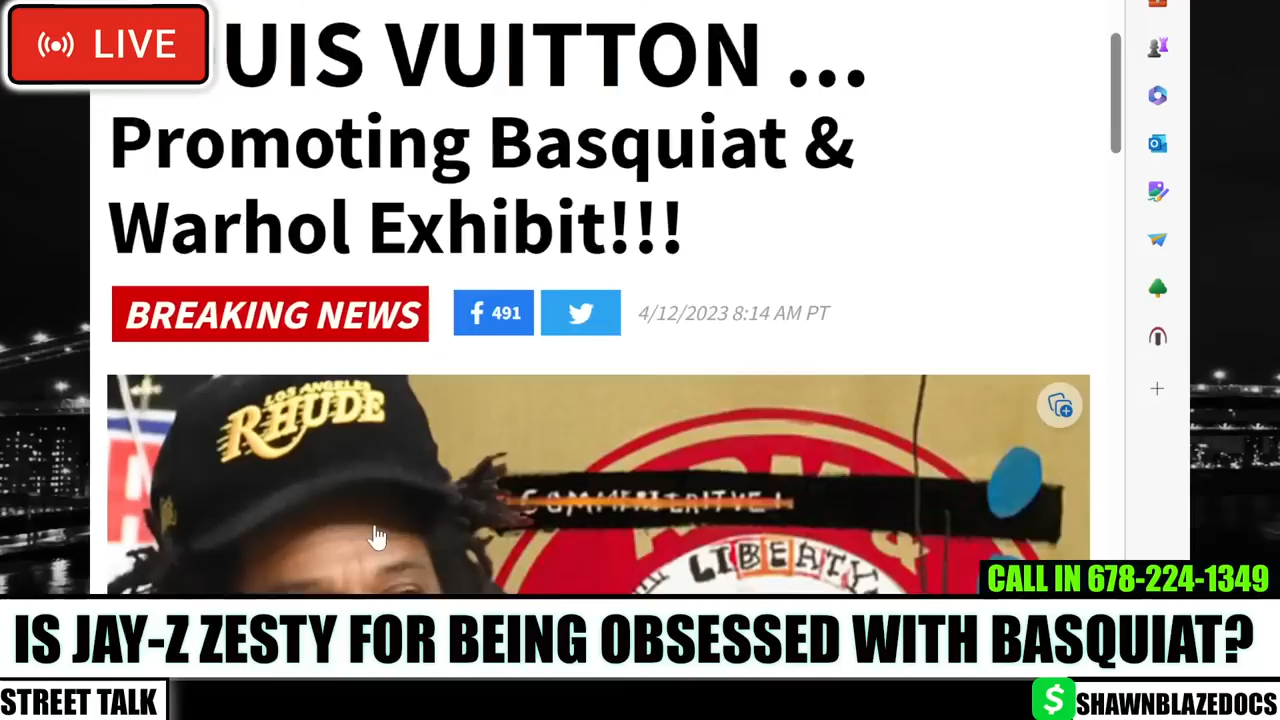 LIVE
UIS VUITTON ...
Promoting Basquiat &
Warhol Exhibit!!!
BREAKING NEWS
491
4/12/2023 8:14 AM PT
LOS ANGELES
RHUDE
LIBEATY
CALL IN 678-224-1349
IS JAY-Z ZESTY FOR BEING OBSESSED WITH BASQUIAT?
STREET TALK
$ SHAWNBLAZEDOCS